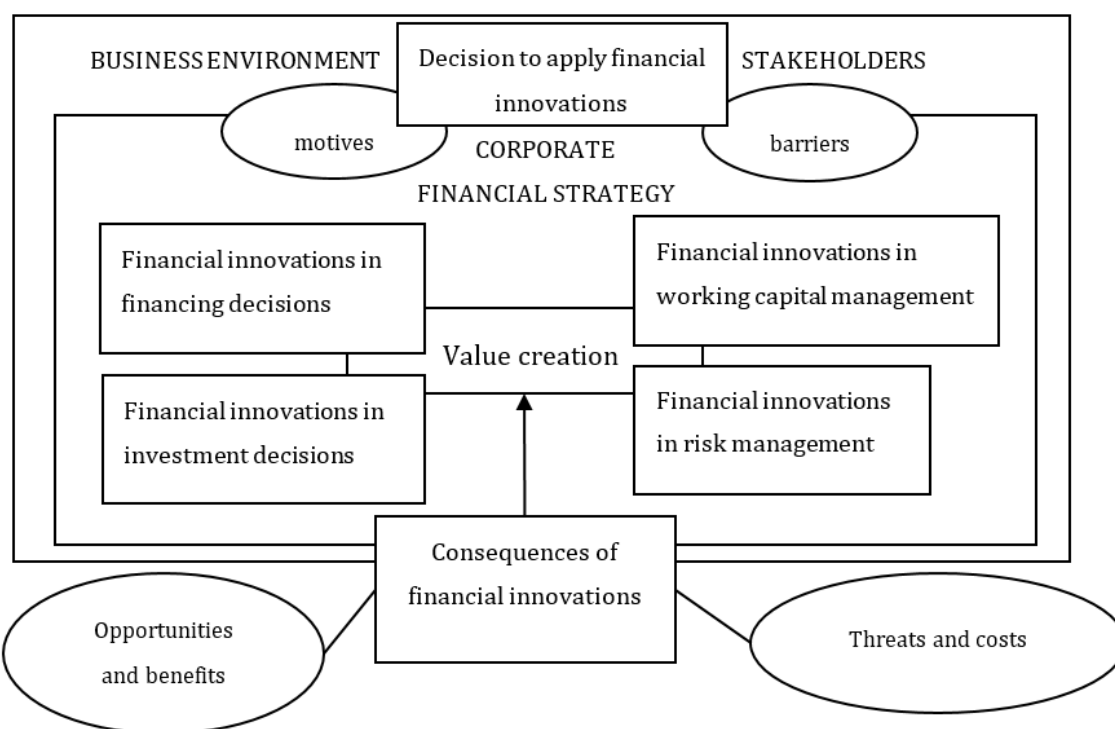 BUSINESS ENVIRONMENT
Decision to apply financial
innovations
STAKEHOLDERS
motives
barriers
CORPORATE
FINANCIAL STRATEGY
Financial innovations in
financing decisions
Financial innovations in
working capital management
Value creation
Financial innovations in
investment decisions
Financial innovations
in risk management
Consequences of
financial innovations
Opportunities
and benefits
Threats and costs